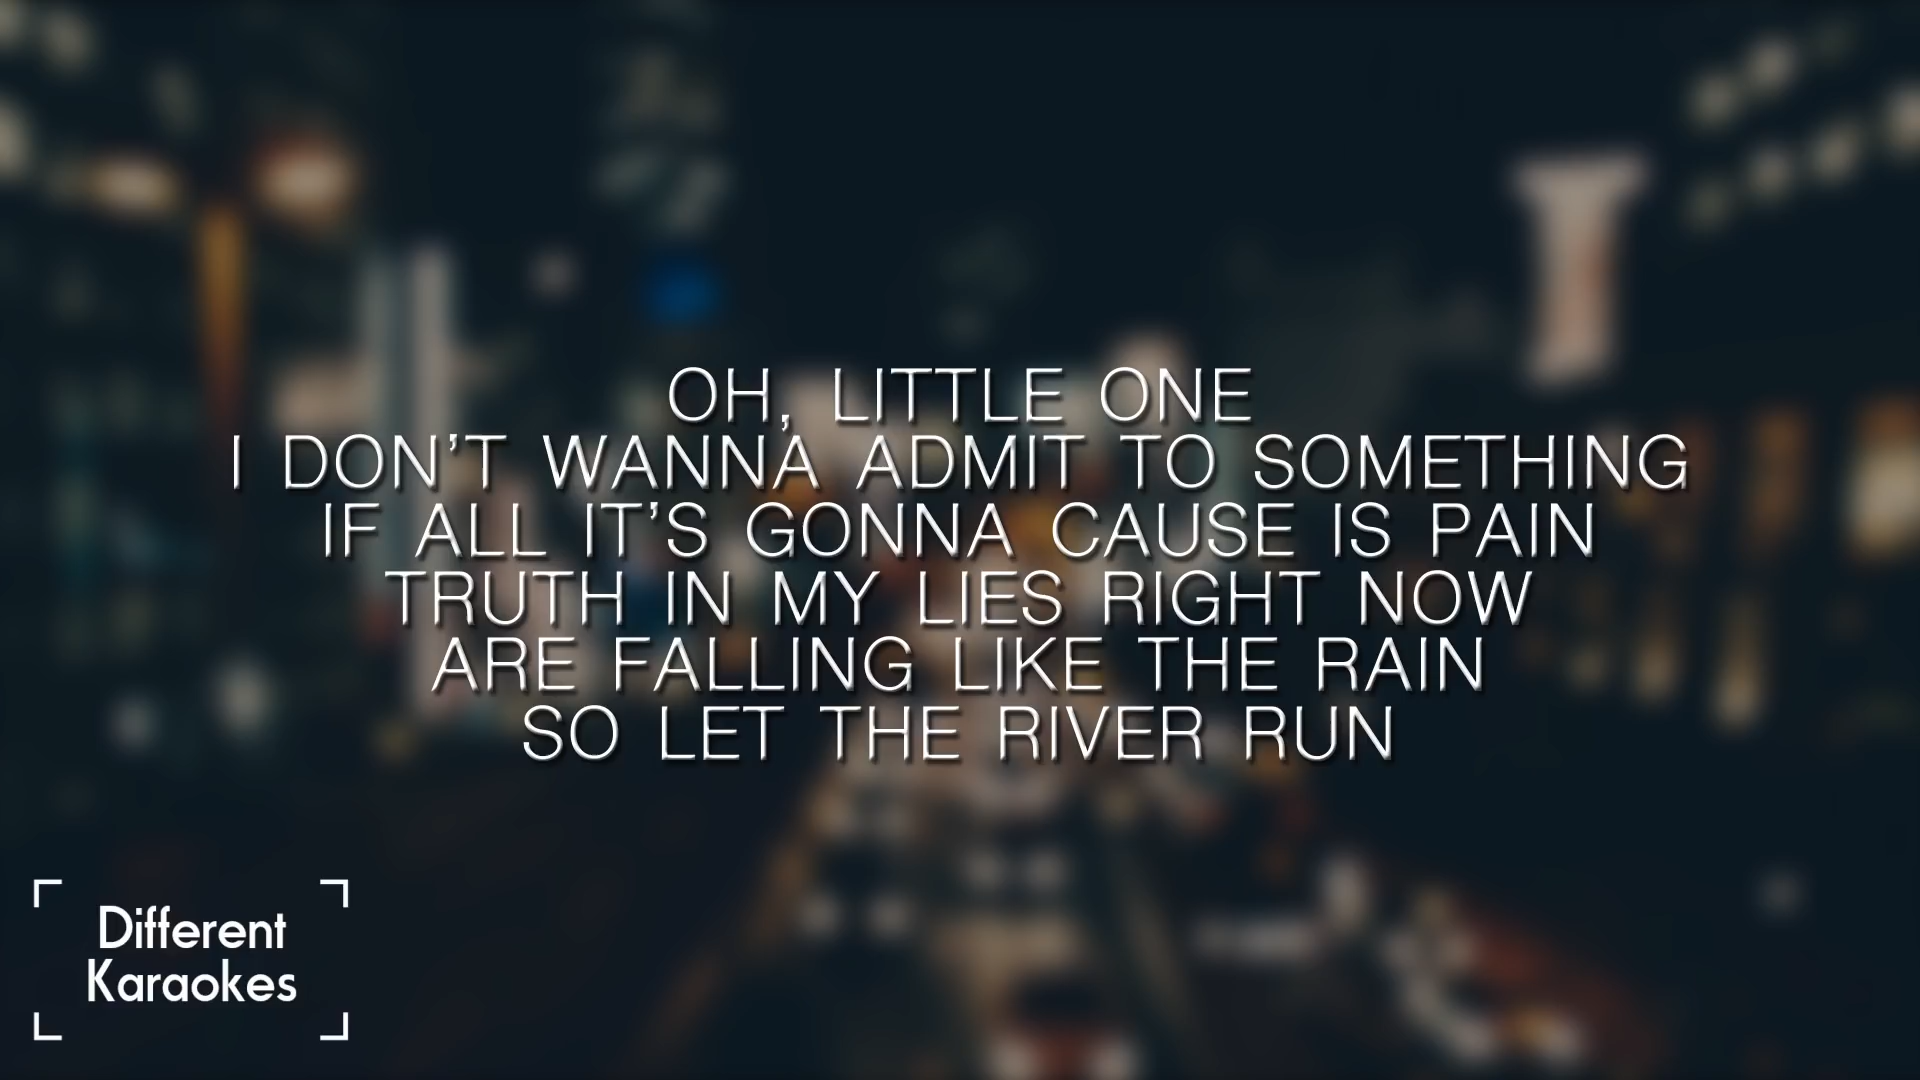 OH, LITTLE ONE
I DON'T WANNA ADMIT TO SOMETHING
IF ALL IT'S GONNA CAUSE IS PAIN
TRUTH IN MY LIES RIGHT NOW
ARE FALLING LIKE THE RAIN
SO LET THE RIVER RUN
Different
Karaokes